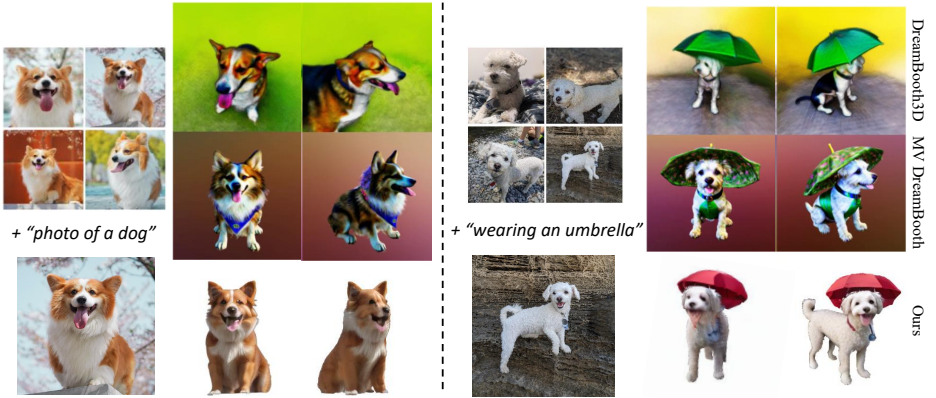 + “photo of a dog”
+ “wearing an umbrella”
DreamBooth3D
MV DreamBooth
Ours